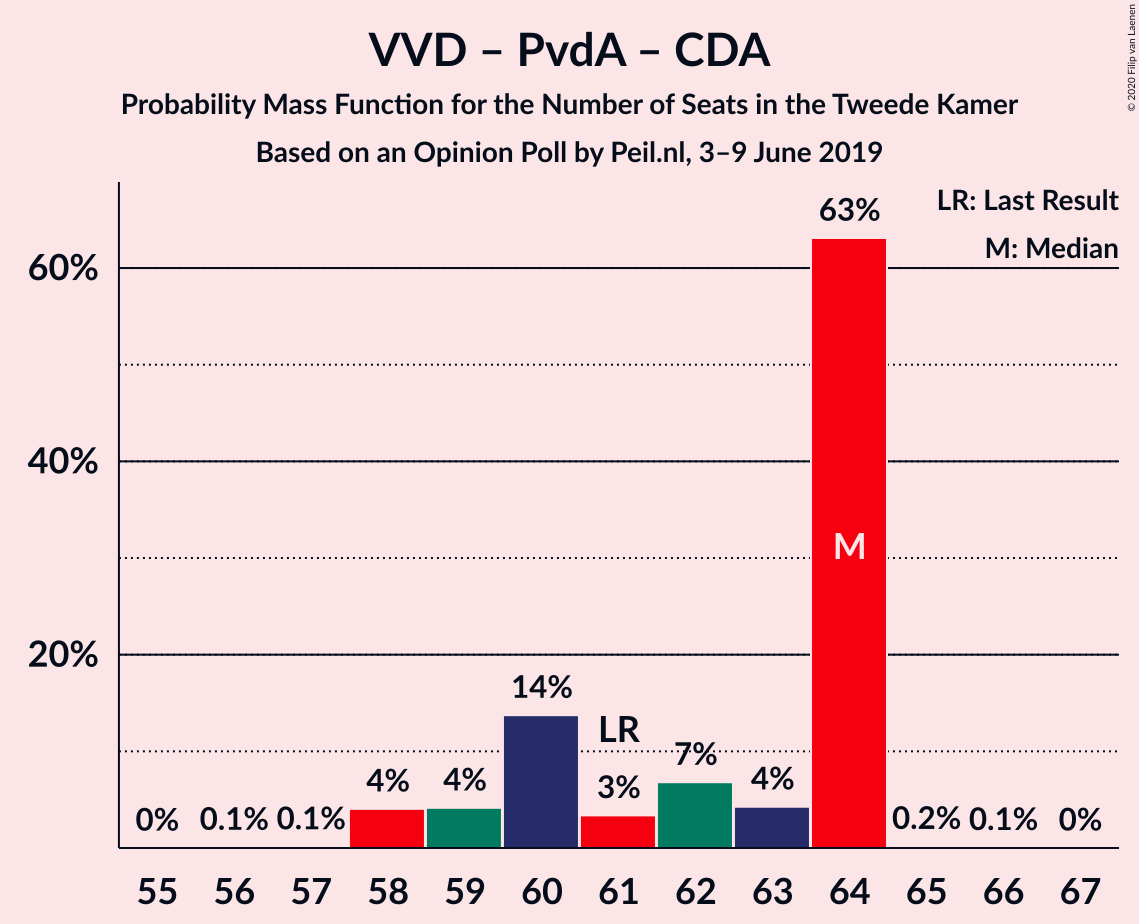 VVD – PvdA – CDA
Probability Mass Function for the Number of Seats in the Tweede Kamer
Based on an Opinion Poll by Peil.nl, 3–9 June 2019
© 2020 Filip van Laenen
LR: Last Result
M: Median
60%
40%
20%
0% 0.1% 0.1% 4% 4% 14% 3% 7% 4% 63% 0.2% 0.1% 0%
LR
M
55 56 57 58 59 60 61 62 63 64 65 66 67